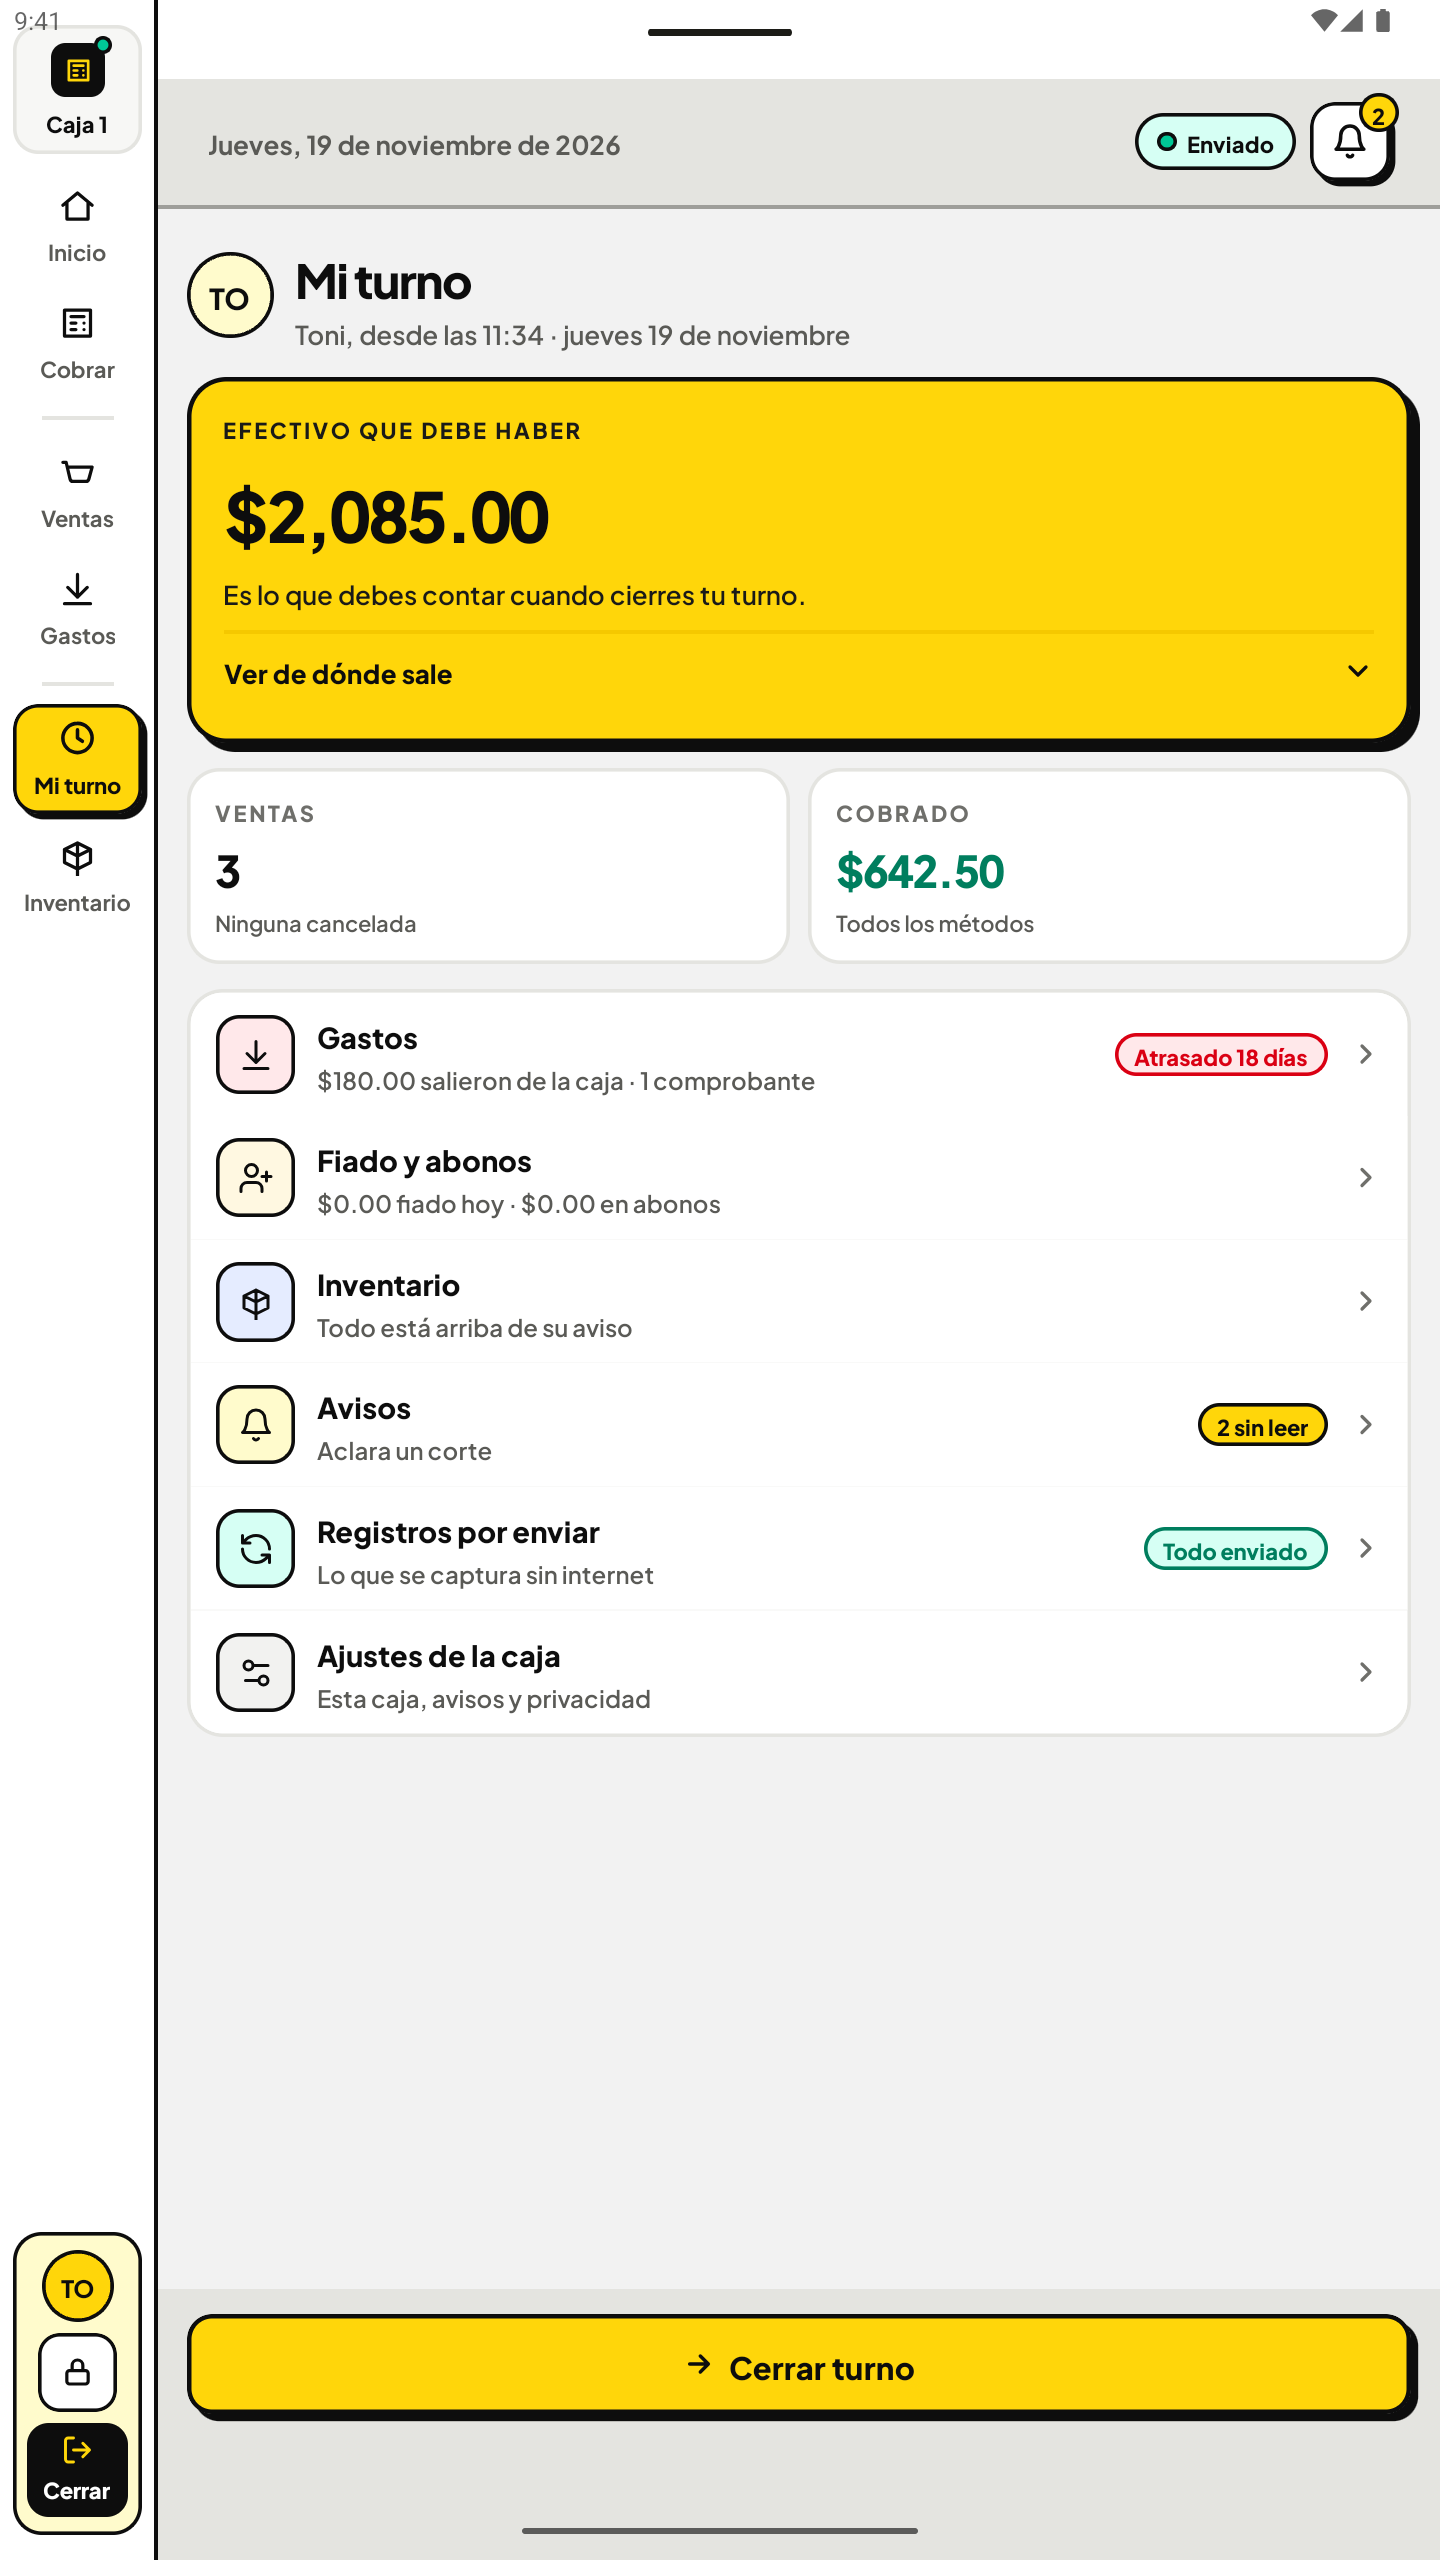 9:41
Caja 1
Inicio
Cobrar
Ventas
Gastos
Mi turno
Inventario
TO
Cerrar
Jueves, 19 de noviembre de 2026
Enviado
2
TO
Mi turno
Toni, desde las 11:34 · jueves 19 de noviembre
EFECTIVO QUE DEBE HABER
$2,085.00
Es lo que debes contar cuando cierres tu turno.
Ver de dónde sale
VENTAS
3
Ninguna cancelada
COBRADO
$642.50
Todos los métodos
Gastos
$180.00 salieron de la caja · 1 comprobante
Atrasado 18 días
Fiado y abonos
$0.00 fiado hoy · $0.00 en abonos
Inventario
Todo está arriba de su aviso
Avisos
Aclara un corte
2 sin leer
Registros por enviar
Lo que se captura sin internet
Todo enviado
Ajustes de la caja
Esta caja, avisos y privacidad
Cerrar turno